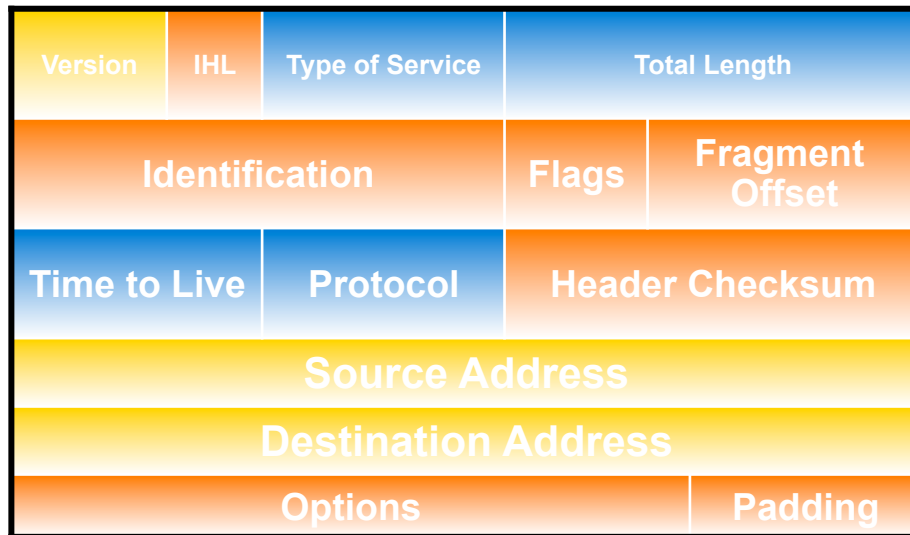 Version IHL Type of Service Total Length
Identification Flags Fragment
Offset
Time to Live Protocol Header Checksum
Source Address
Destination Address
Options Padding